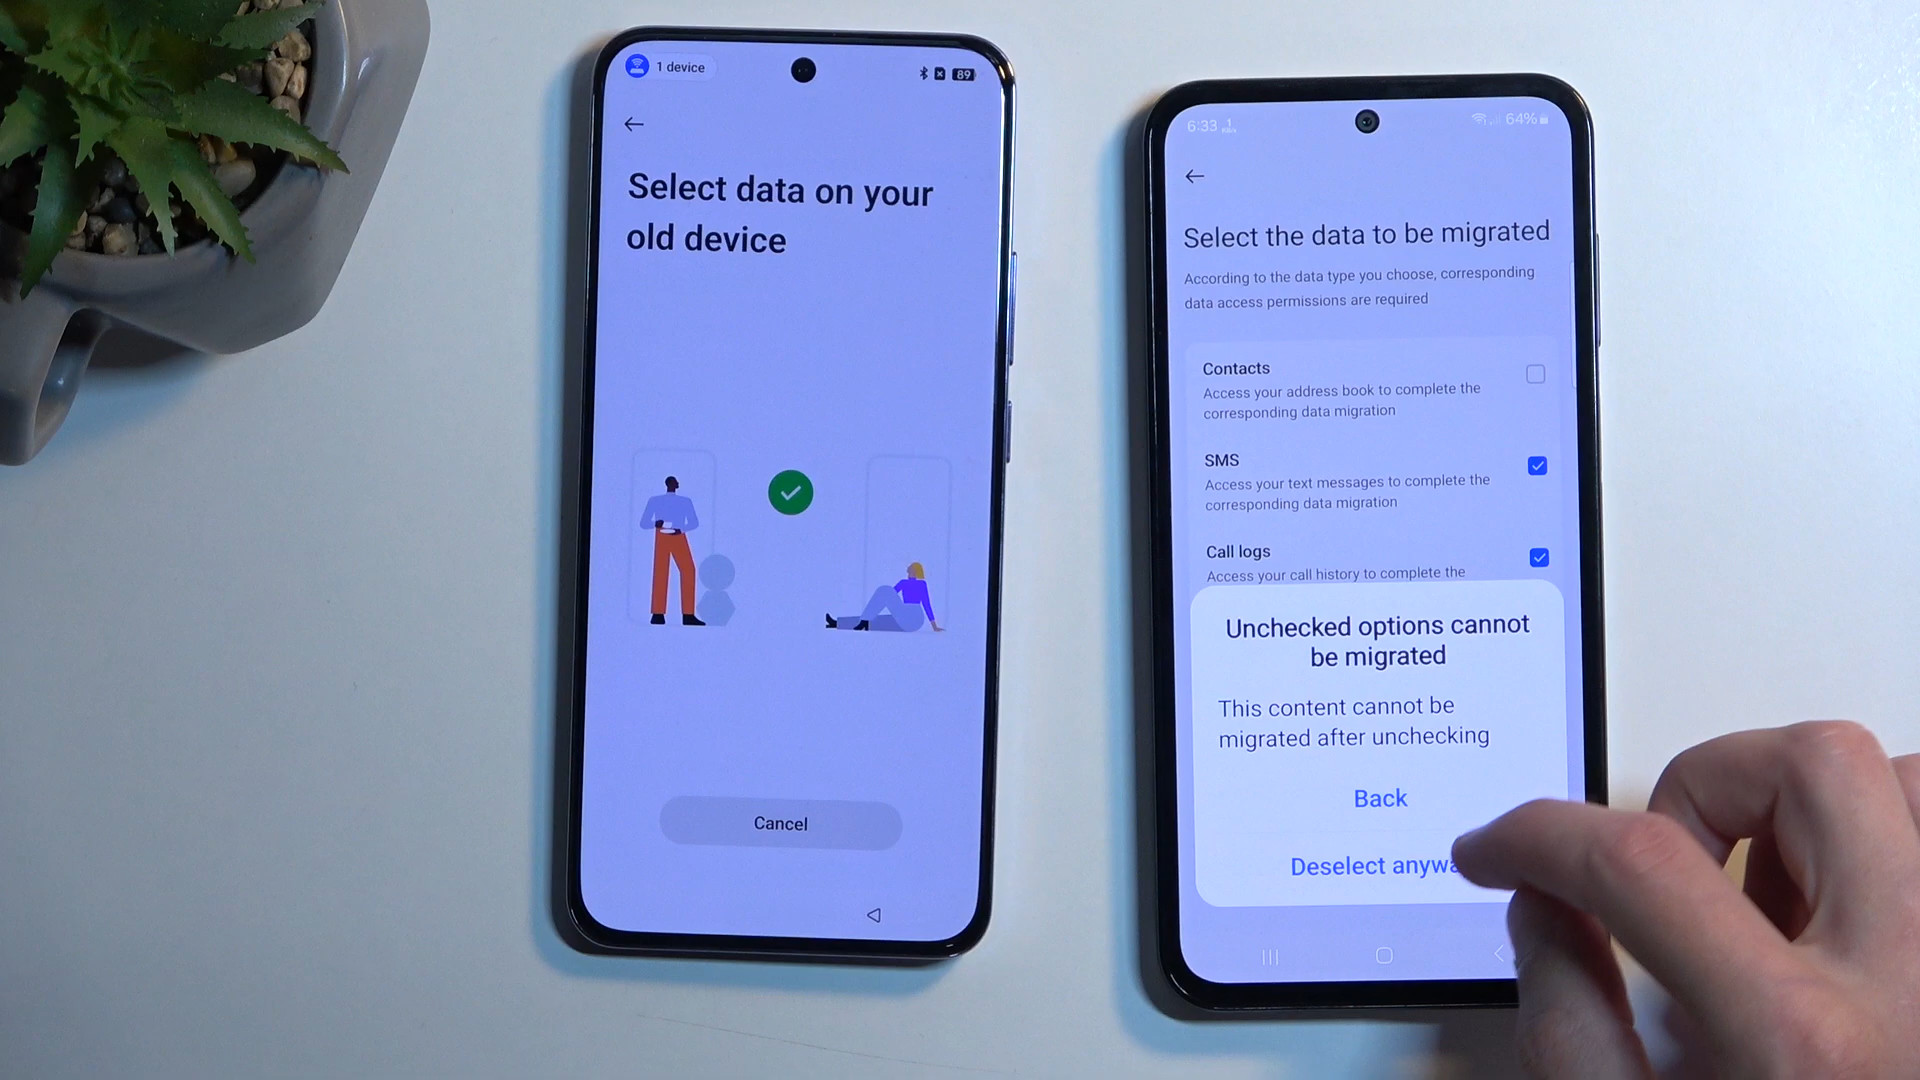 1 device
89
Select data on your
old device
Cancel
6:33
64%
Select the data to be migrated
According to the data type you choose, corresponding
data access permissions are required
Contacts
Access your address book to complete the
corresponding data migration
SMS
Access your text messages to complete the
corresponding data migration
Call logs
Access your call history to complete the
Unchecked options cannot
be migrated
This content cannot be
migrated after unchecking
Back
Deselect anywa